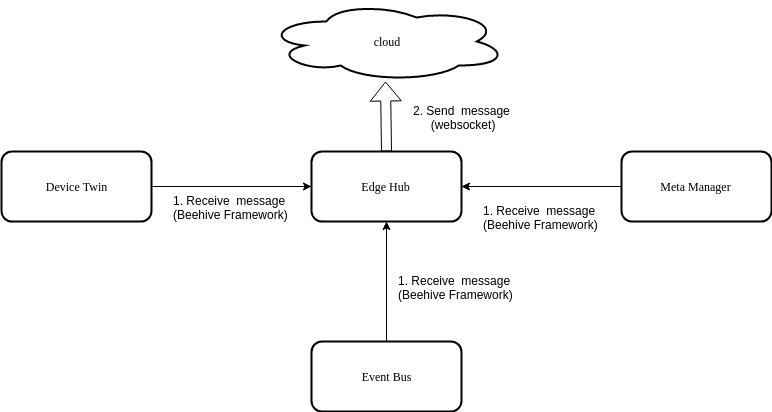 cloud
2. Send message
(websocket)
Device Twin
Edge Hub
Meta Manager
1. Receive message
(Beehive Framework)
1. Receive message
(Beehive Framework)
1. Receive message
(Beehive Framework)
Event Bus